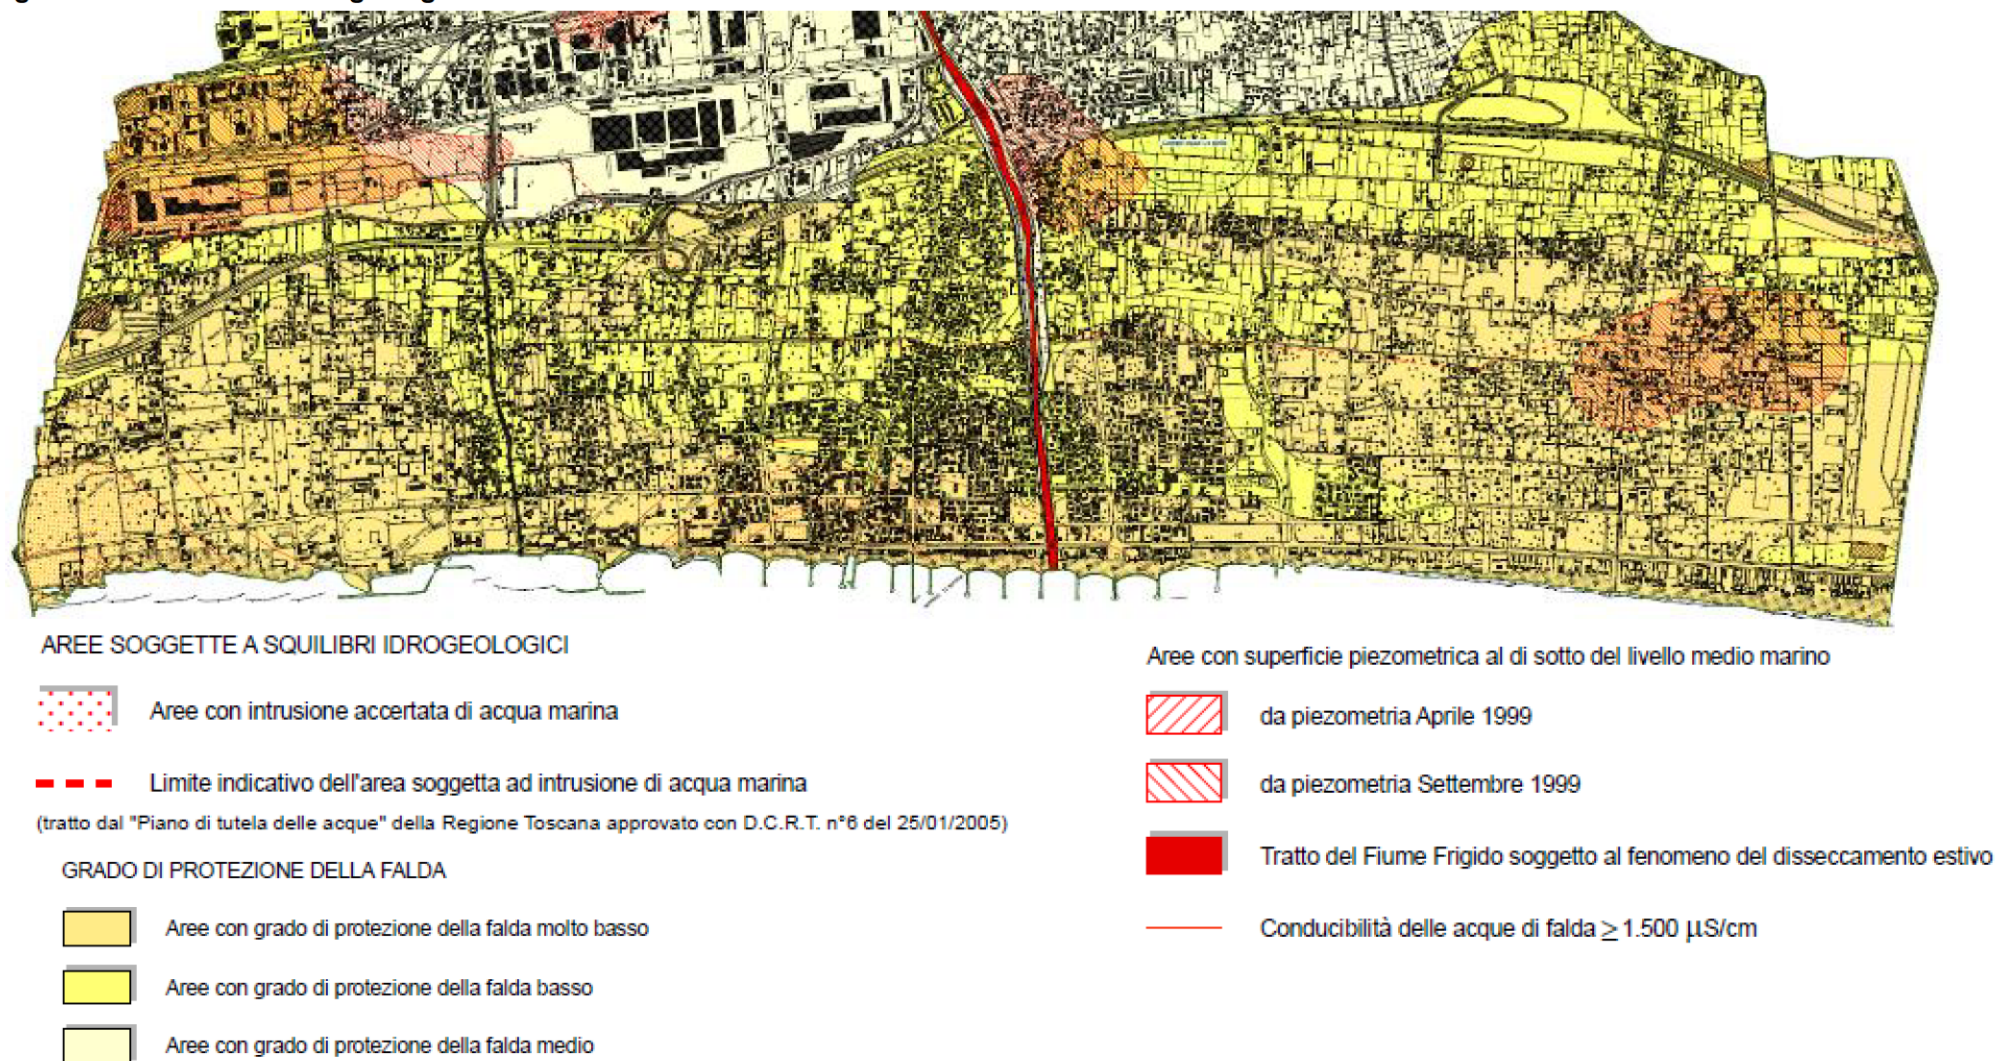 AREE SOGGETTE A SQUILIBRI IDROGEOLOGICI
Aree con intrusione accertata di acqua marina
Limite indicativo dell'area soggetta ad intrusione di acqua marina
(tratto dal "Piano di tutela delle acque" della Regione Toscana approvato con D.C.R.T. n°6 del 25/01/2005)
GRADO DI PROTEZIONE DELLA FALDA
Aree con grado di protezione della falda molto basso
Aree con grado di protezione della falda basso
Aree con grado di protezione della falda medio
Aree con superficie piezometrica al di sotto del livello medio marino
da piezometria Aprile 1999
da piezometria Settembre 1999
Tratto del Fiume Frigido soggetto al fenomeno del disseccamento estivo
Conducibilità delle acque di falda ≥ 1.500 µS/cm